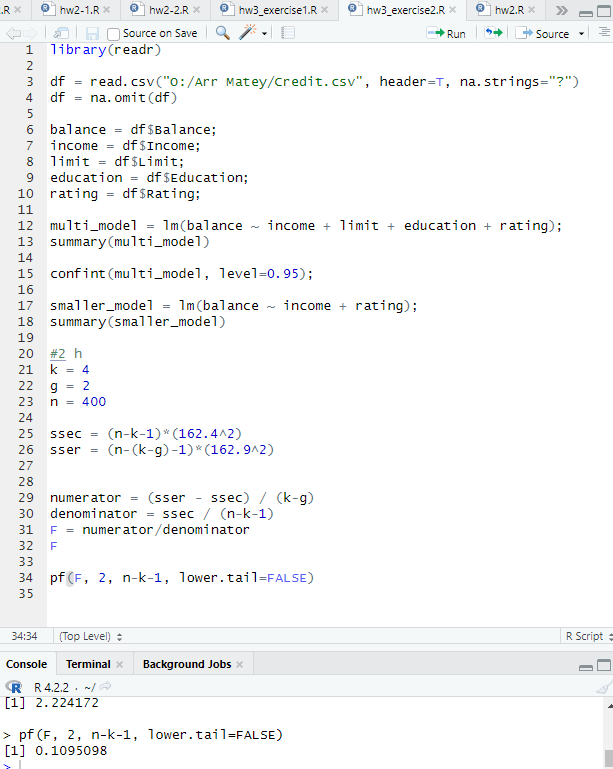 .R × hw2-1.R × hw2-2.R × hw3_exercise1.R × hw3_exercise2.R × hw2.R ×
Source on Save Run Source
1 library(readr)
2
3 df = read.csv("O:/Arr Matey/Credit.csv", header=T, na.strings="?")
4 df = na.omit(df)
5
6 balance = df$Balance;
7 income = df$Income;
8 limit = df$Limit;
9 education = df$Education;
10 rating = df$Rating;
11
12 multi_model = lm(balance ~ income + limit + education + rating);
13 summary(multi_model)
14
15 confint(multi_model, level=0.95);
16
17 smaller_model = lm(balance ~ income + rating);
18 summary(smaller_model)
19
20 #2 h
21 k = 4
22 g = 2
23 n = 400
24
25 ssec = (n-k-1)*(162.4^2)
26 sser = (n-(k-g)-1)*(162.9^2)
27
28
29 numerator = (sser - ssec) / (k-g)
30 denominator = ssec / (n-k-1)
31 F = numerator/denominator
32 F
33
34 pf(F, 2, n-k-1, lower.tail=FALSE)
35
34:34 (Top Level) R Script
Console Terminal × Background Jobs ×
R 4.2.2 · ~/
[1] 2.224172
> pf(F, 2, n-k-1, lower.tail=FALSE)
[1] 0.1095098
>